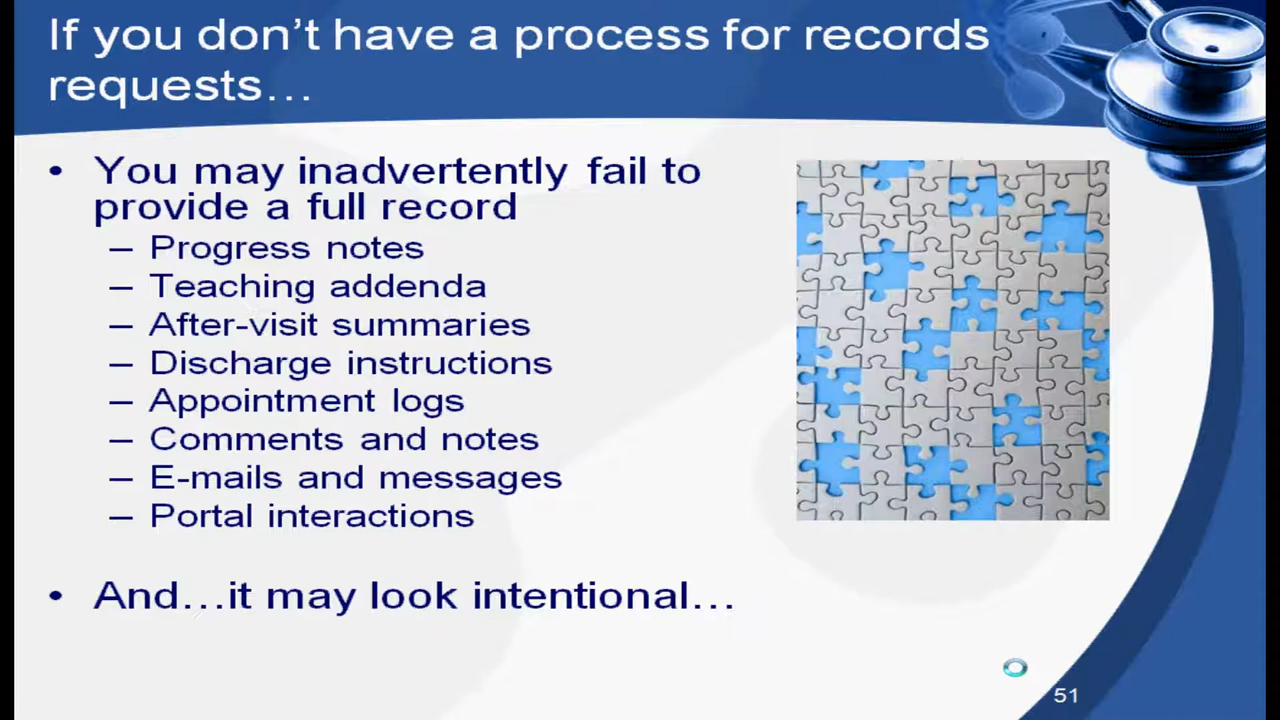 If you don’t have a process for records
requests…
• You may inadvertently fail to
provide a full record
– Progress notes
– Teaching addenda
– After-visit summaries
– Discharge instructions
– Appointment logs
– Comments and notes
– E-mails and messages
– Portal interactions
• And…it may look intentional…
51